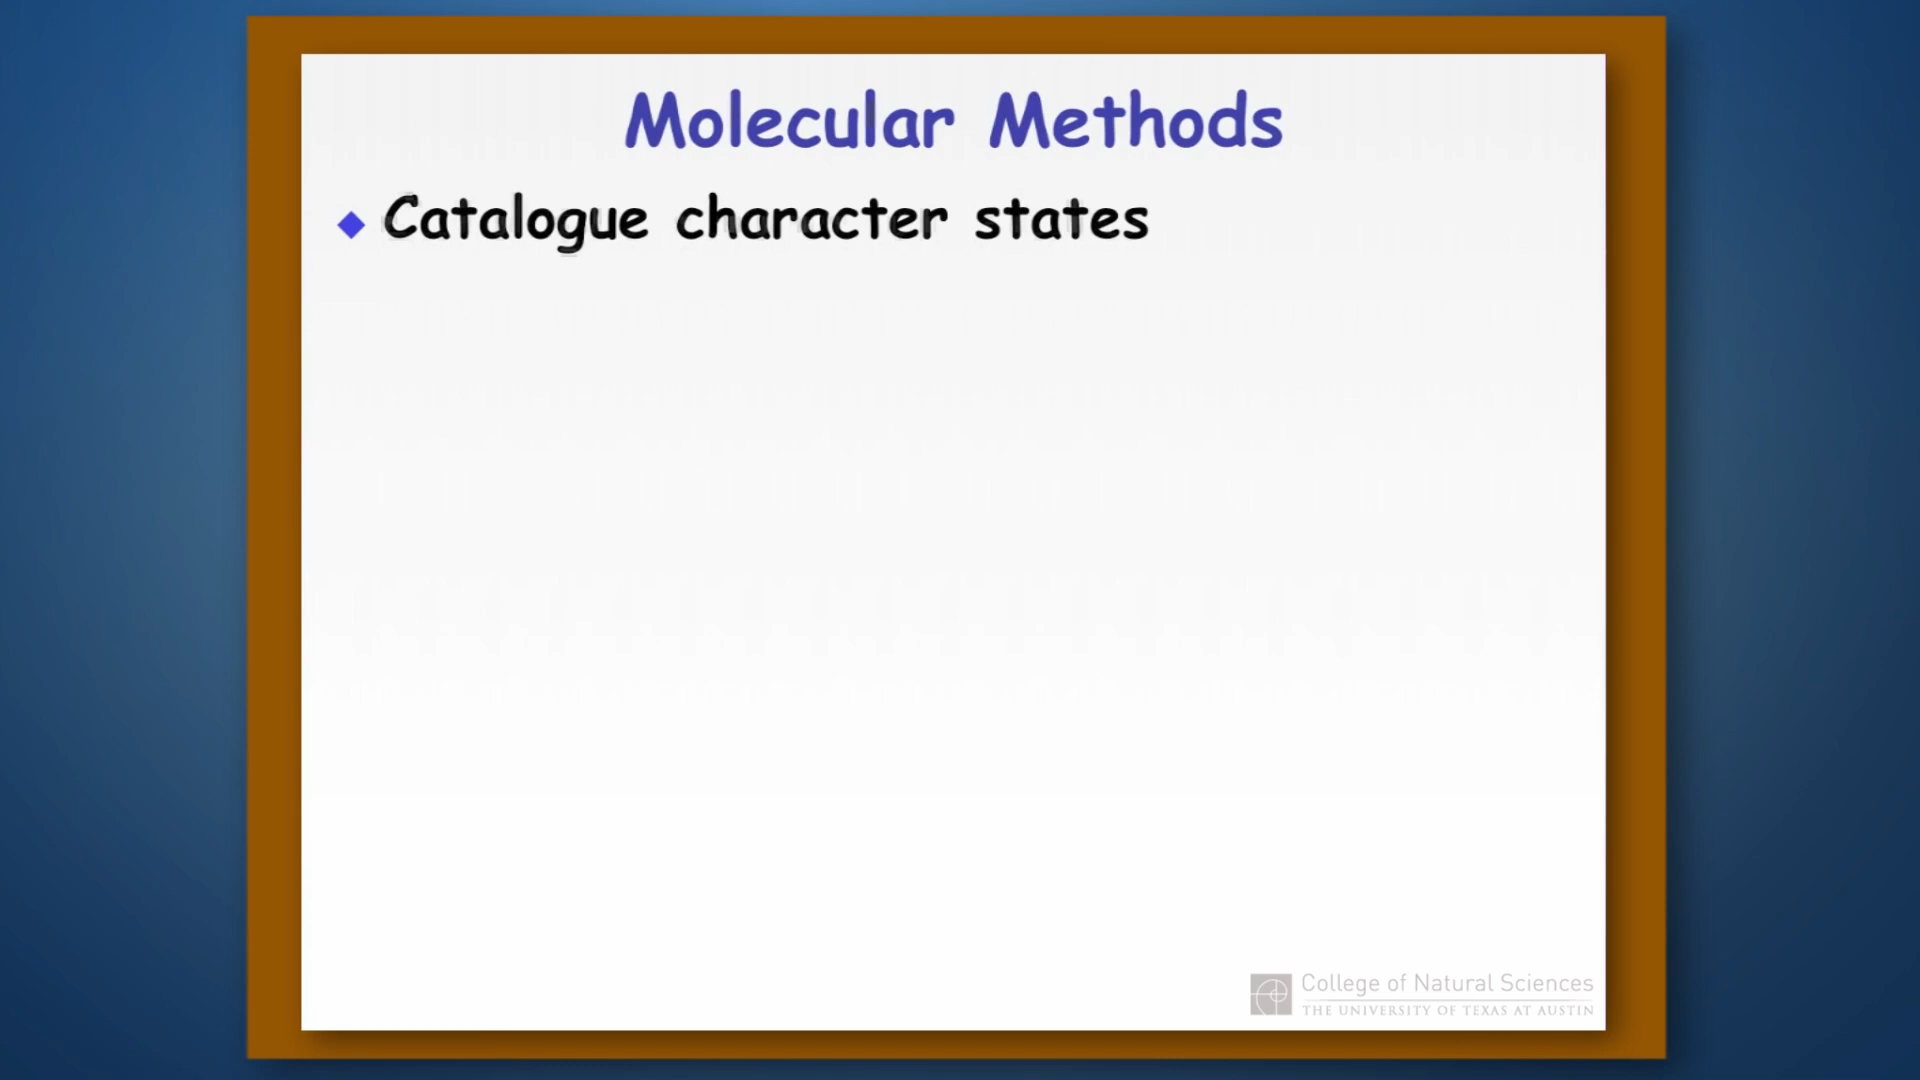 Molecular Methods
Catalogue character states
College of Natural Sciences
THE UNIVERSITY OF TEXAS AT AUSTIN